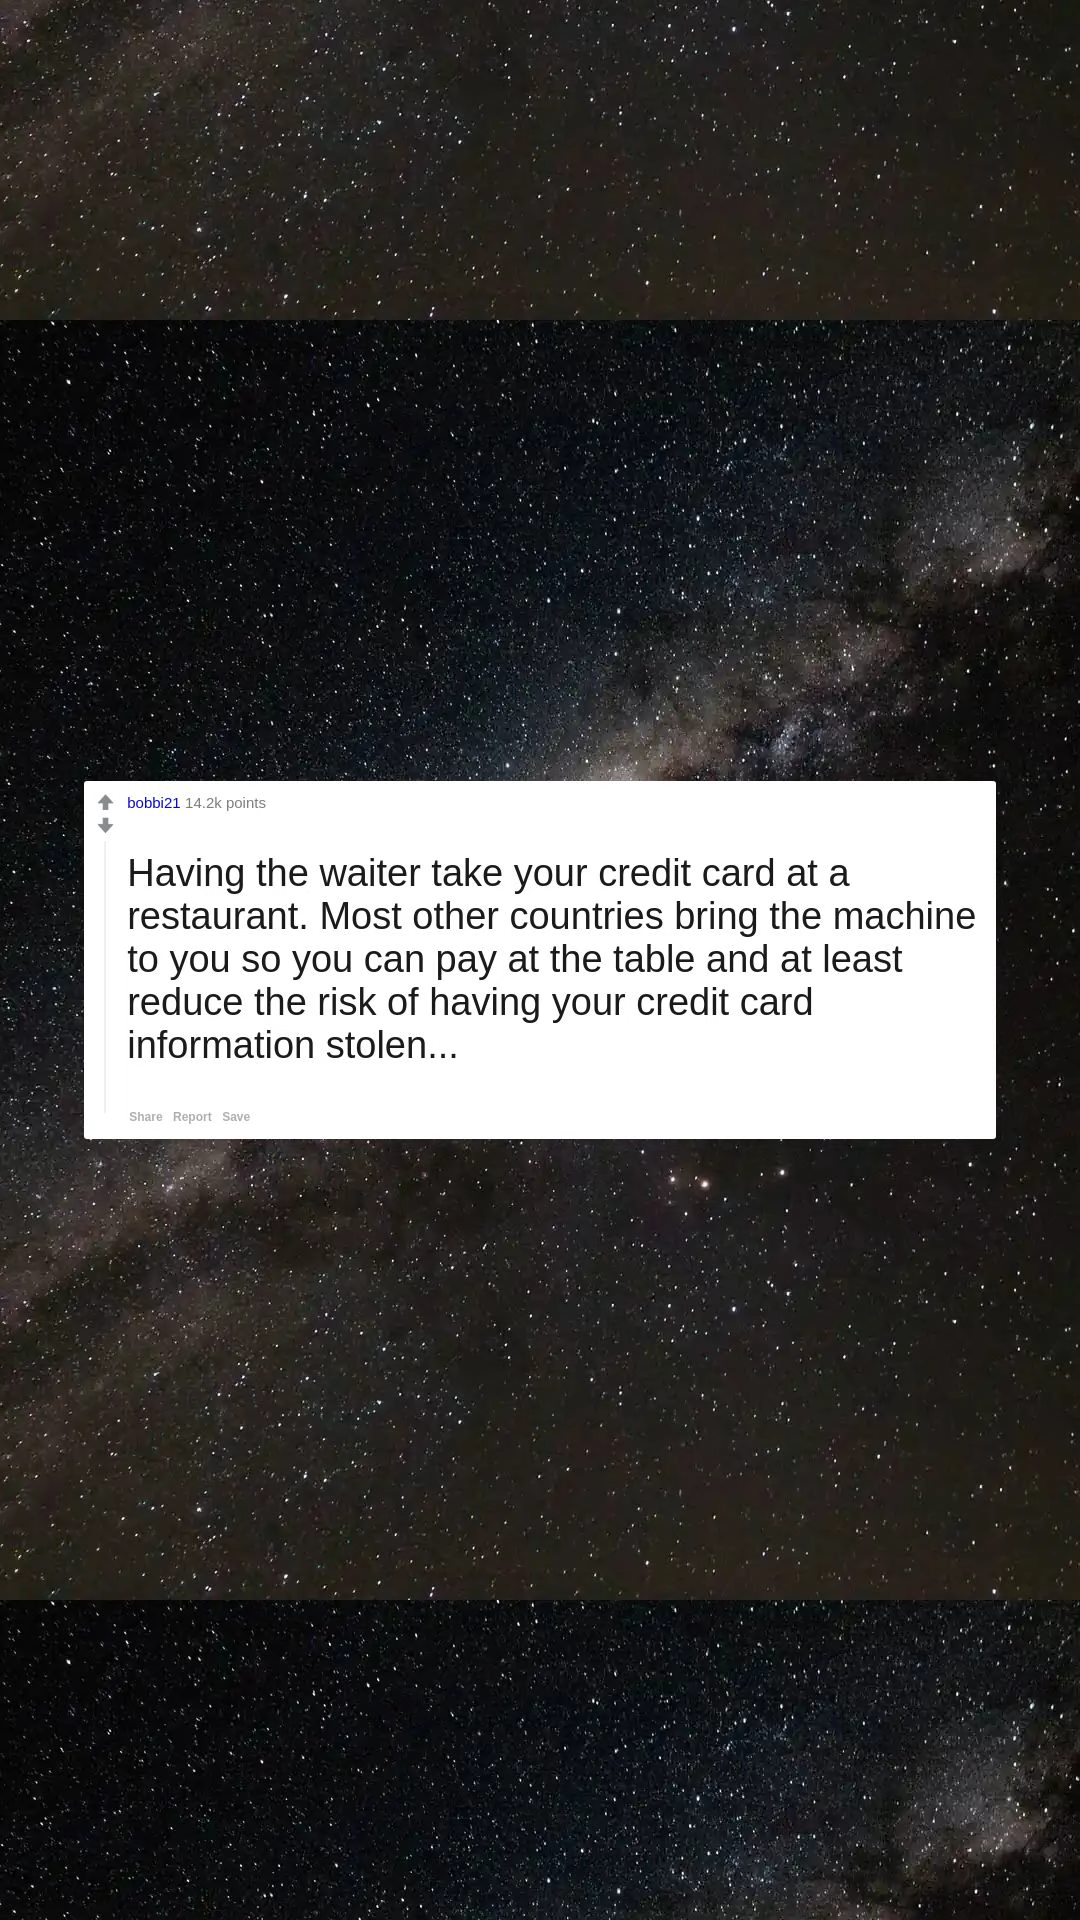 bobbi21 14.2k points
Having the waiter take your credit card at a
restaurant. Most other countries bring the machine
to you so you can pay at the table and at least
reduce the risk of having your credit card
information stolen...
Share Report Save